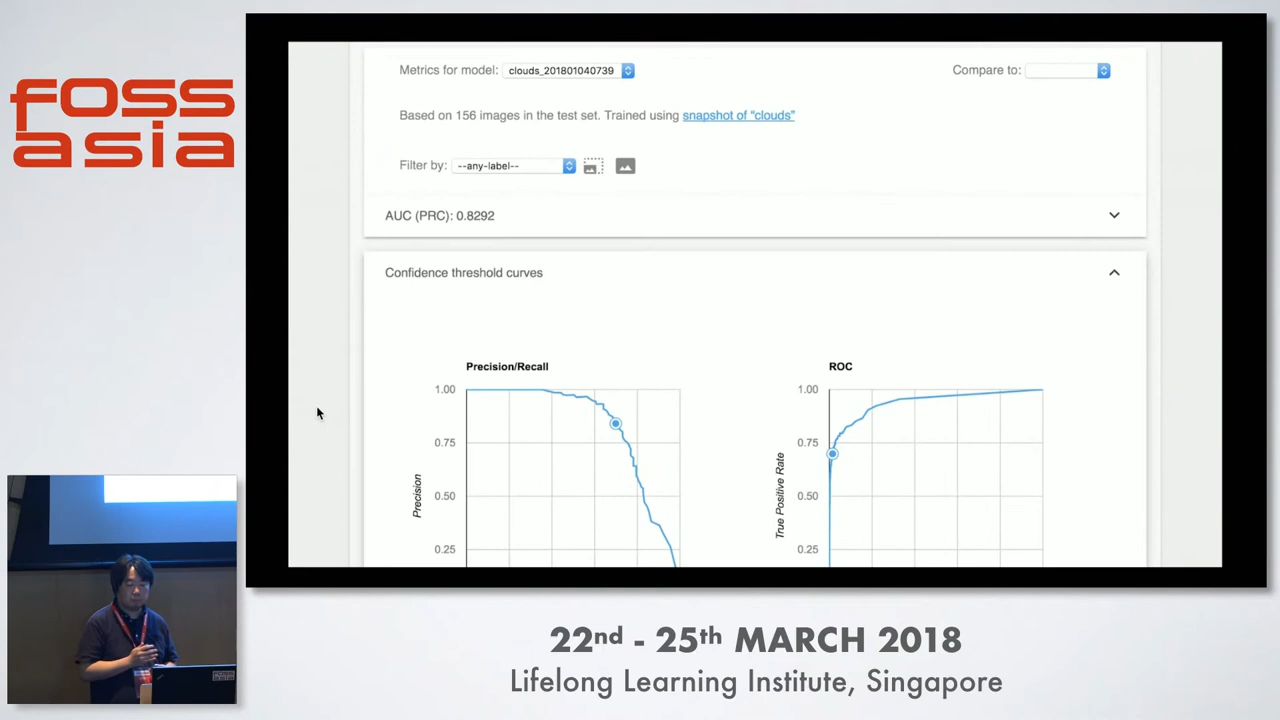 foss
asia
Metrics for model: clouds_201801040739
Compare to:
Based on 156 images in the test set. Trained using snapshot of "clouds"
Filter by: --any-label--
AUC (PRC): 0.8292
Confidence threshold curves
Precision/Recall
1.00
0.75
0.50
0.25
Precision
ROC
1.00
0.75
0.50
0.25
True Positive Rate
22nd - 25th MARCH 2018
Lifelong Learning Institute, Singapore